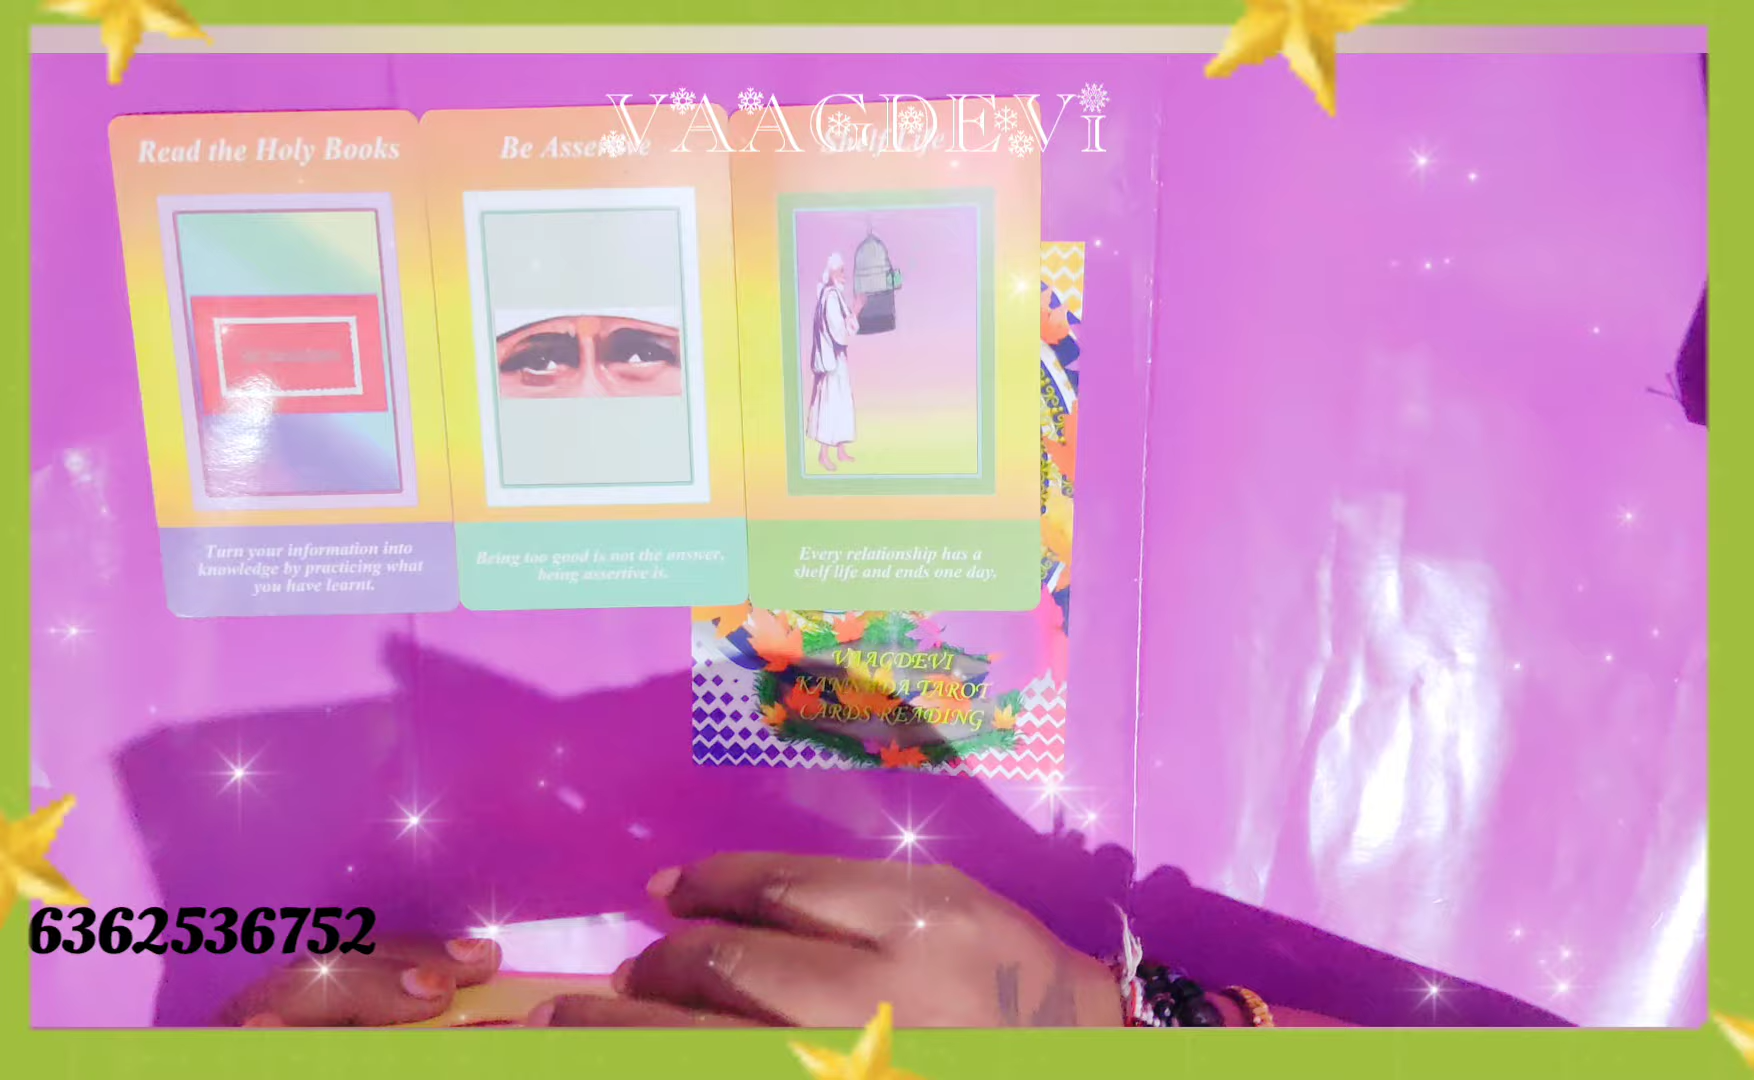 VAAGDEVI
Read the Holy Books
Be Assertive
Shelf Life
Turn your information into
knowledge by practicing what
you have learnt.
Being too good is not the answer,
being assertive is.
Every relationship has a
shelf life and ends one day.
VAAGDEVI
KANNADA TAROT
CARDS READING
6362536752